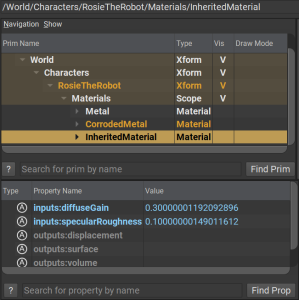 /World/Characters/RosieTheRobot/Materials/InheritedMaterial
Navigation Show
Prim Name Type Vis Draw Mode
World Xform V
Characters Xform V
RosieTheRobot Xform V
Materials Scope V
Metal Material
CorrodedMetal Material
InheritedMaterial Material
? Search for prim by name Find Prim
Type Property Name Value
A inputs:diffuseGain 0.30000001192092896
A inputs:specularRoughness 0.10000000149011612
A outputs:displacement
A outputs:surface
A outputs:volume
? Search for property by name Find Prop